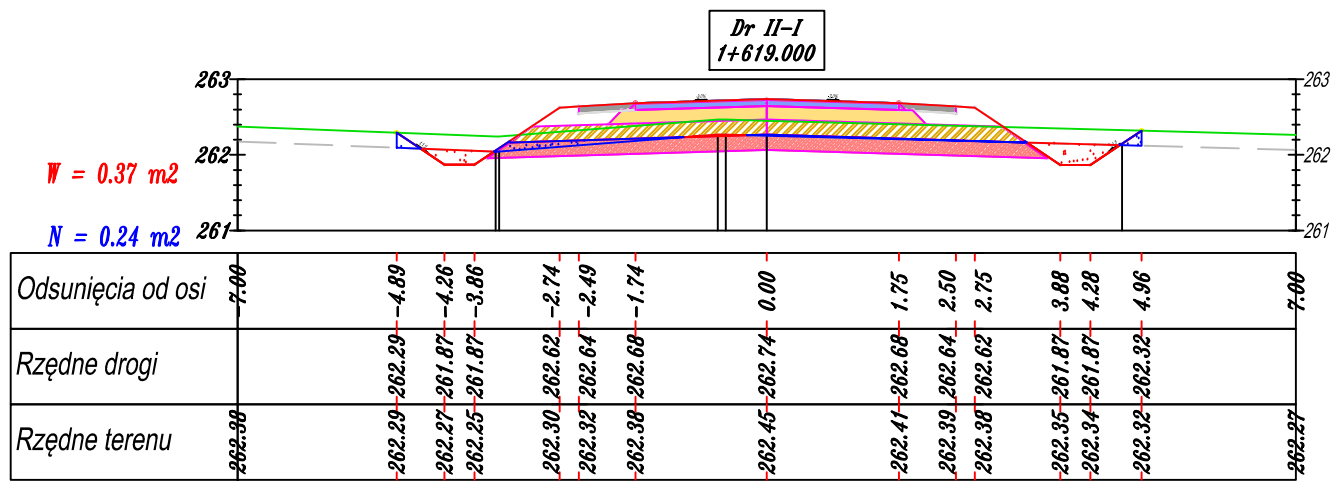 Dr II-I
1+619.000
263 263
262 262
261 261
W = 0.37 m2
N = 0.24 m2
Odsunięcia od osi -7.00 -4.89 -4.26 -3.86 -2.74 -2.49 -1.74 0.00 1.75 2.50 2.75 3.88 4.28 4.96 7.00
Rzędne drogi 262.29 261.87 261.87 262.62 262.64 262.68 262.74 262.68 262.64 262.62 261.87 261.87 262.32
Rzędne terenu 262.38 262.29 262.27 262.25 262.30 262.32 262.36 262.45 262.41 262.39 262.38 262.35 262.34 262.32 262.27